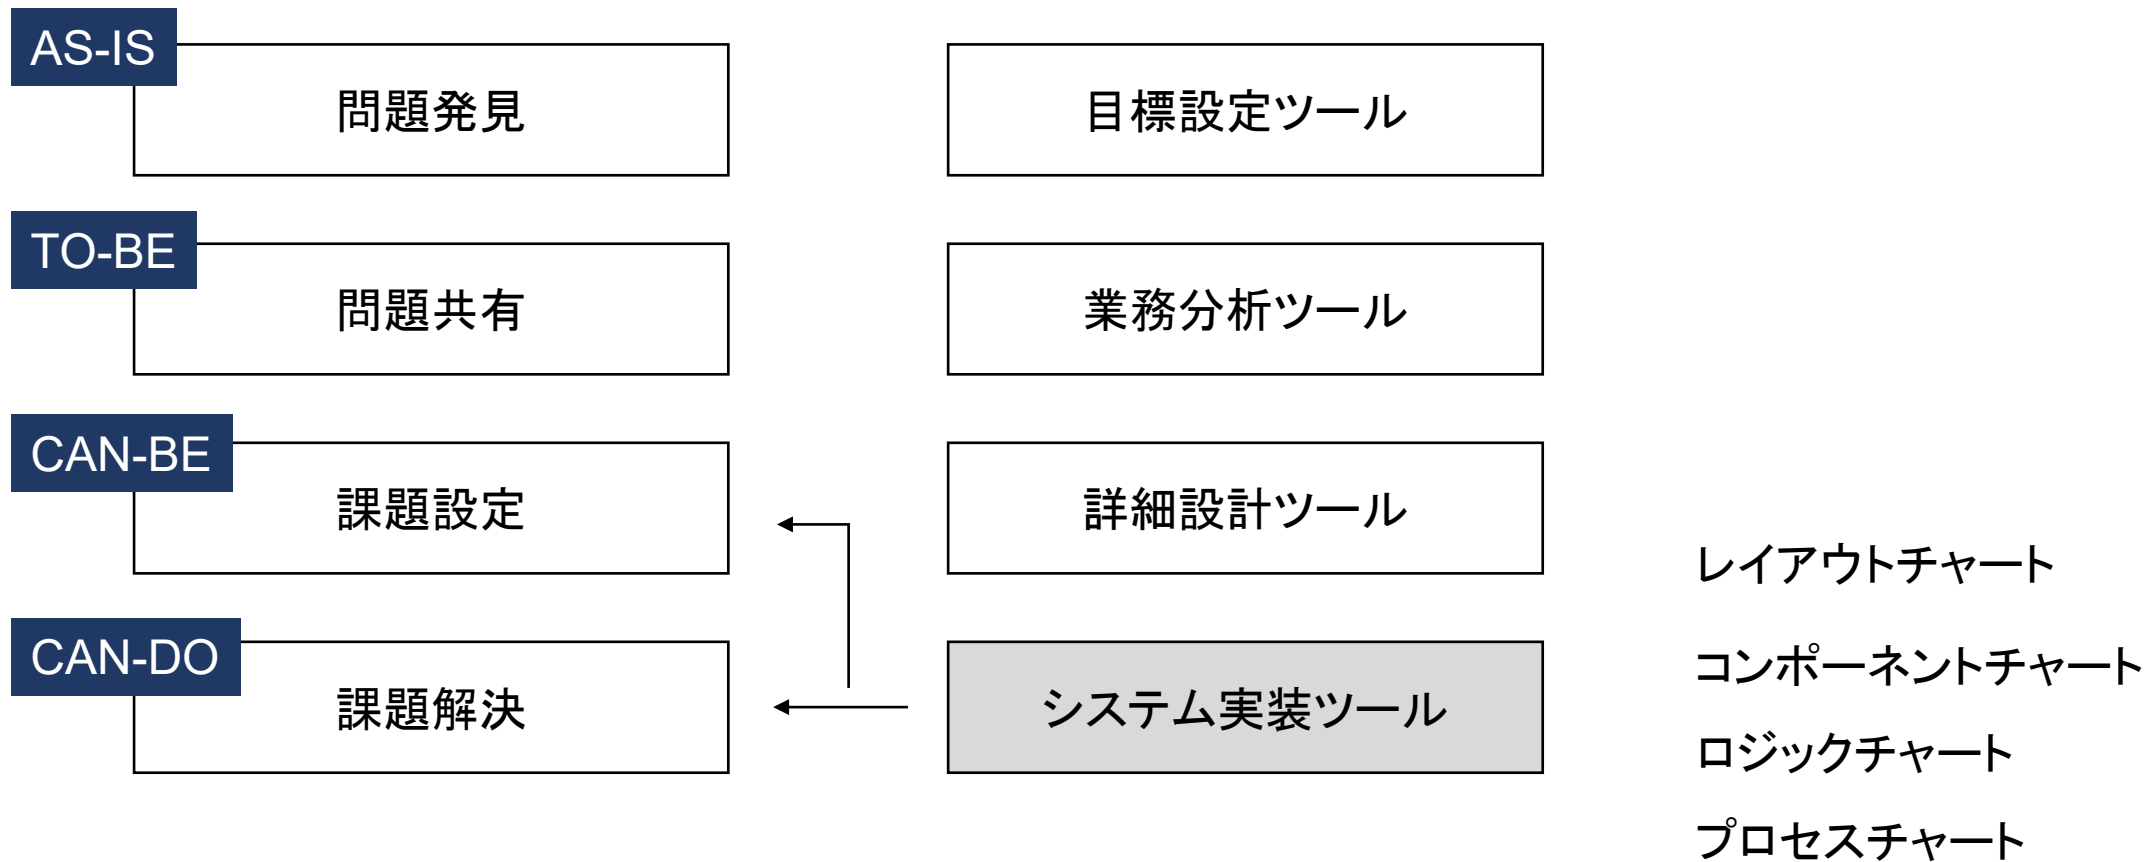 AS-IS
問題発見
目標設定ツール
TO-BE
問題共有
業務分析ツール
CAN-BE
課題設定
詳細設計ツール
CAN-DO
課題解決
システム実装ツール
レイアウトチャート
コンポーネントチャート
ロジックチャート
プロセスチャート